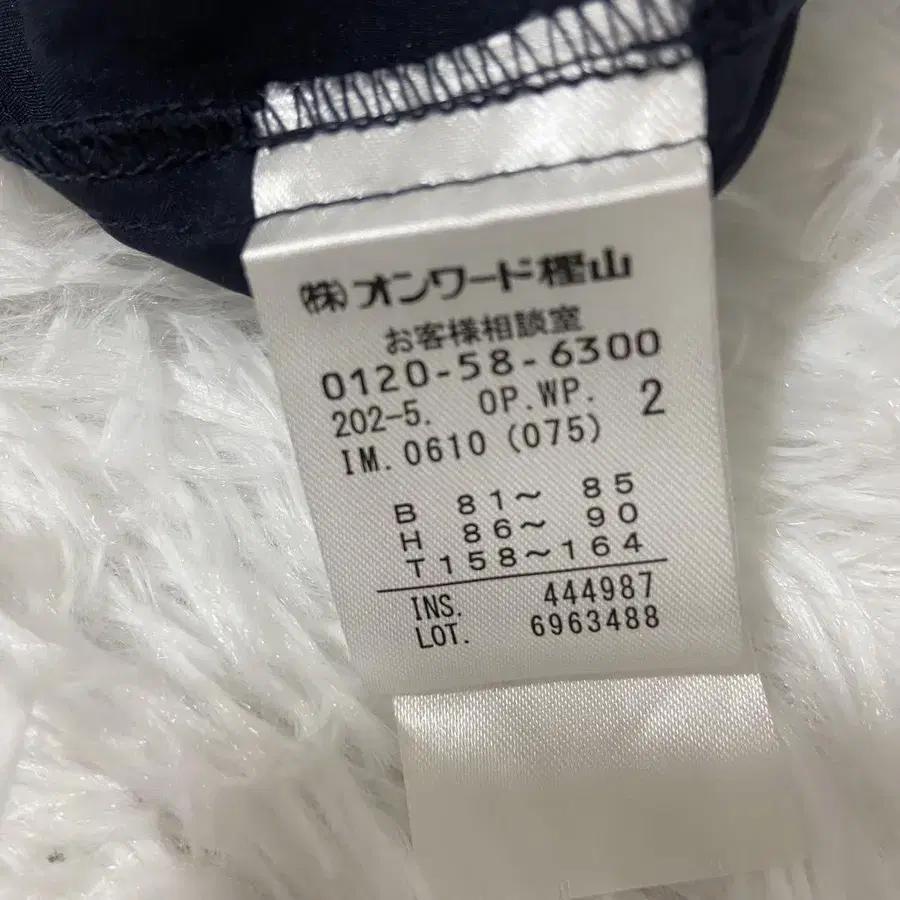 ㈱オンワード樫山
お客様相談室
0120-58-6300
202-5. OP.WP. 2
IM.0610 (075)
B 81~ 85
H 86~ 90
T158~164
INS. 444987
LOT. 6963488